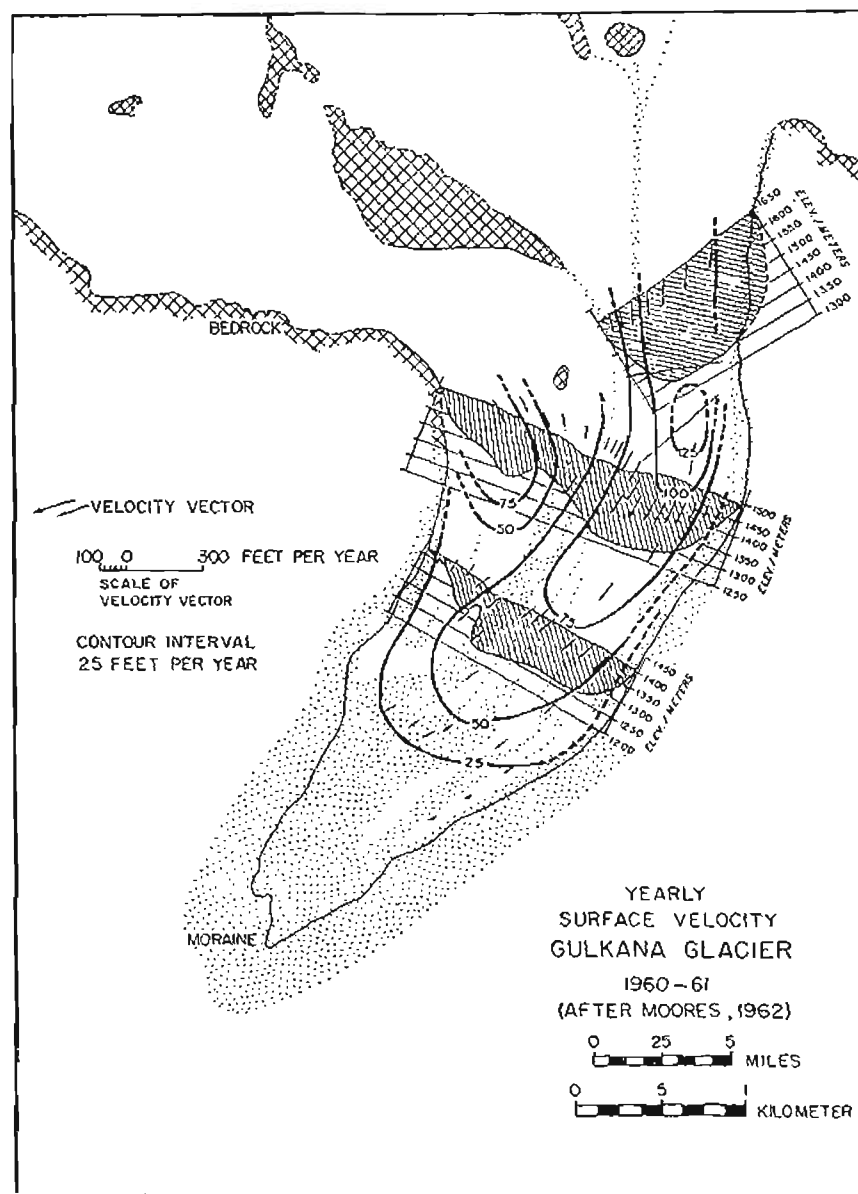 1650
1600
1550
1500
1450
1400
1350
1300
ELEV./METERS
BEDROCK
125
100
75
50
1500
1450
1400
1350
1300
1250
ELEV./METERS
VELOCITY VECTOR
100 0 300 FEET PER YEAR
SCALE OF
VELOCITY VECTOR
CONTOUR INTERVAL
25 FEET PER YEAR
75
1450
1400
1350
1300
1250
1200
ELEV./METERS
50
25
MORAINE
YEARLY
SURFACE VELOCITY
GULKANA GLACIER
1960-61
(AFTER MOORES, 1962)
0 25 5
MILES
0 5 1
KILOMETER